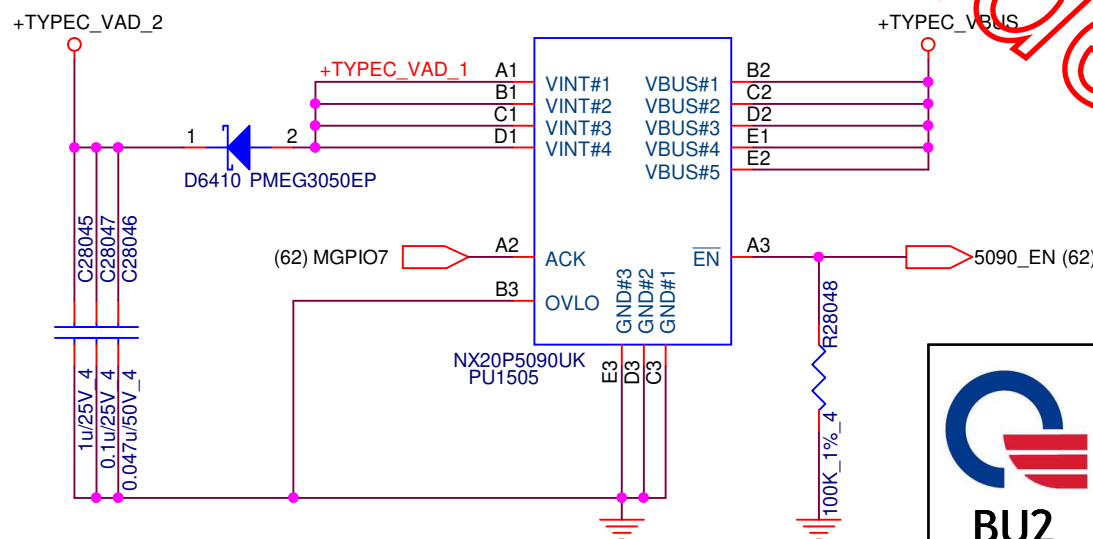 +TYPEC_VAD_2
+TYPEC_VBUS
+TYPEC_VAD_1
A1
B1
C1
D1
VINT#1
VINT#2
VINT#3
VINT#4
VBUS#1
VBUS#2
VBUS#3
VBUS#4
VBUS#5
B2
C2
D2
E1
E2
1
2
D6410 PMEG3050EP
C28045
C28047
C28046
(62) MGPIO7
A2
ACK
EN
A3
5090_EN (62)
B3
OVLO
GND#3
GND#2
GND#1
R28048
NX20P5090UK
PU1505
E3
D3
C3
1u/25V_4
0.1u/25V_4
0.047u/50V_4
100K_1%_4
BU2